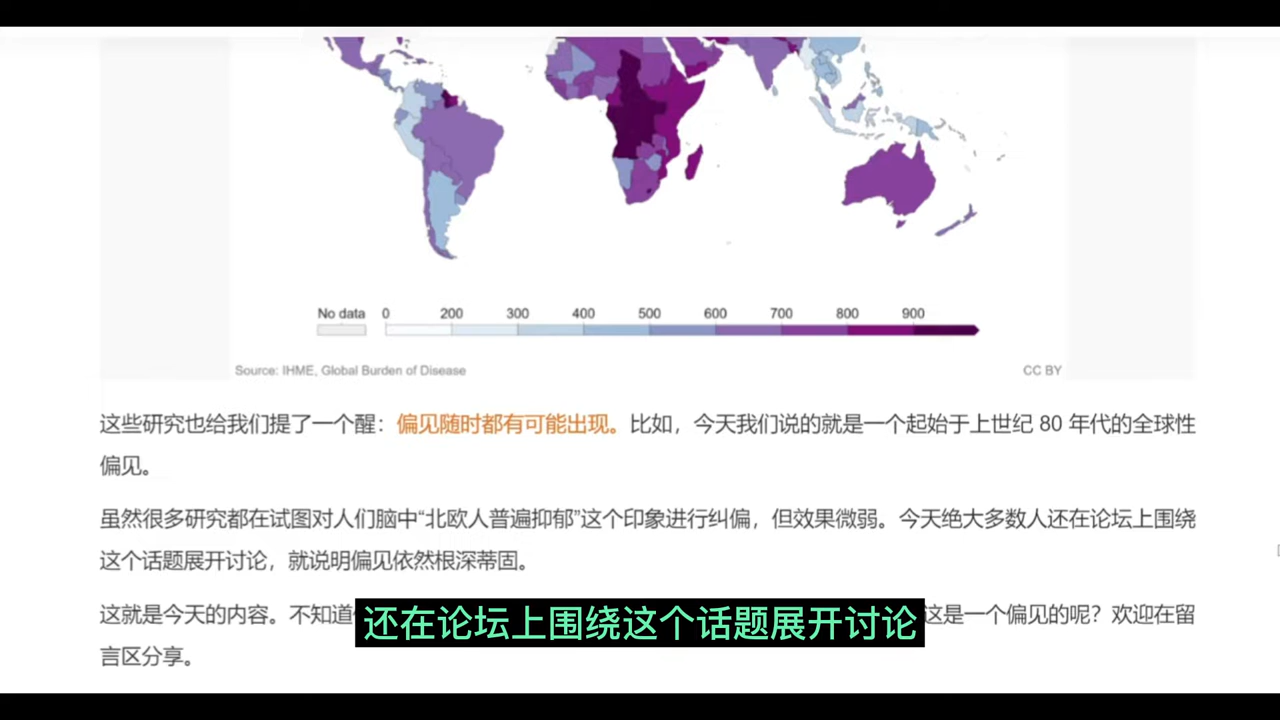 No data 0 200 300 400 500 600 700 800 900
Source: IHME, Global Burden of Disease CC BY
这些研究也给我们提了一个醒：偏见随时都有可能出现。比如，今天我们说的就是一个起始于上世纪 80 年代的全球性
偏见。
虽然很多研究都在试图对人们脑中“北欧人普遍抑郁”这个印象进行纠偏，但效果微弱。今天绝大多数人还在论坛上围绕
这个话题展开讨论，就说明偏见依然根深蒂固。
这就是今天的内容。不知道 这是一个偏见的呢？欢迎在留
还在论坛上围绕这个话题展开讨论
言区分享。